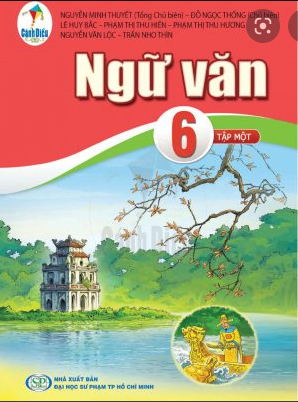 Cánh Diều
NGUYỄN MINH THUYẾT (Tổng Chủ biên) – ĐỖ NGỌC THỐNG (Chủ biên)
LÊ HUY BẮC – PHẠM THỊ THU HIỀN – PHẠM THỊ THU HƯƠNG
NGUYỄN VĂN LỘC – TRẦN NHO THÌN
Ngữ văn
6
TẬP MỘT
Cánh Diều
NHÀ XUẤT BẢN
ĐẠI HỌC SƯ PHẠM TP HỒ CHÍ MINH